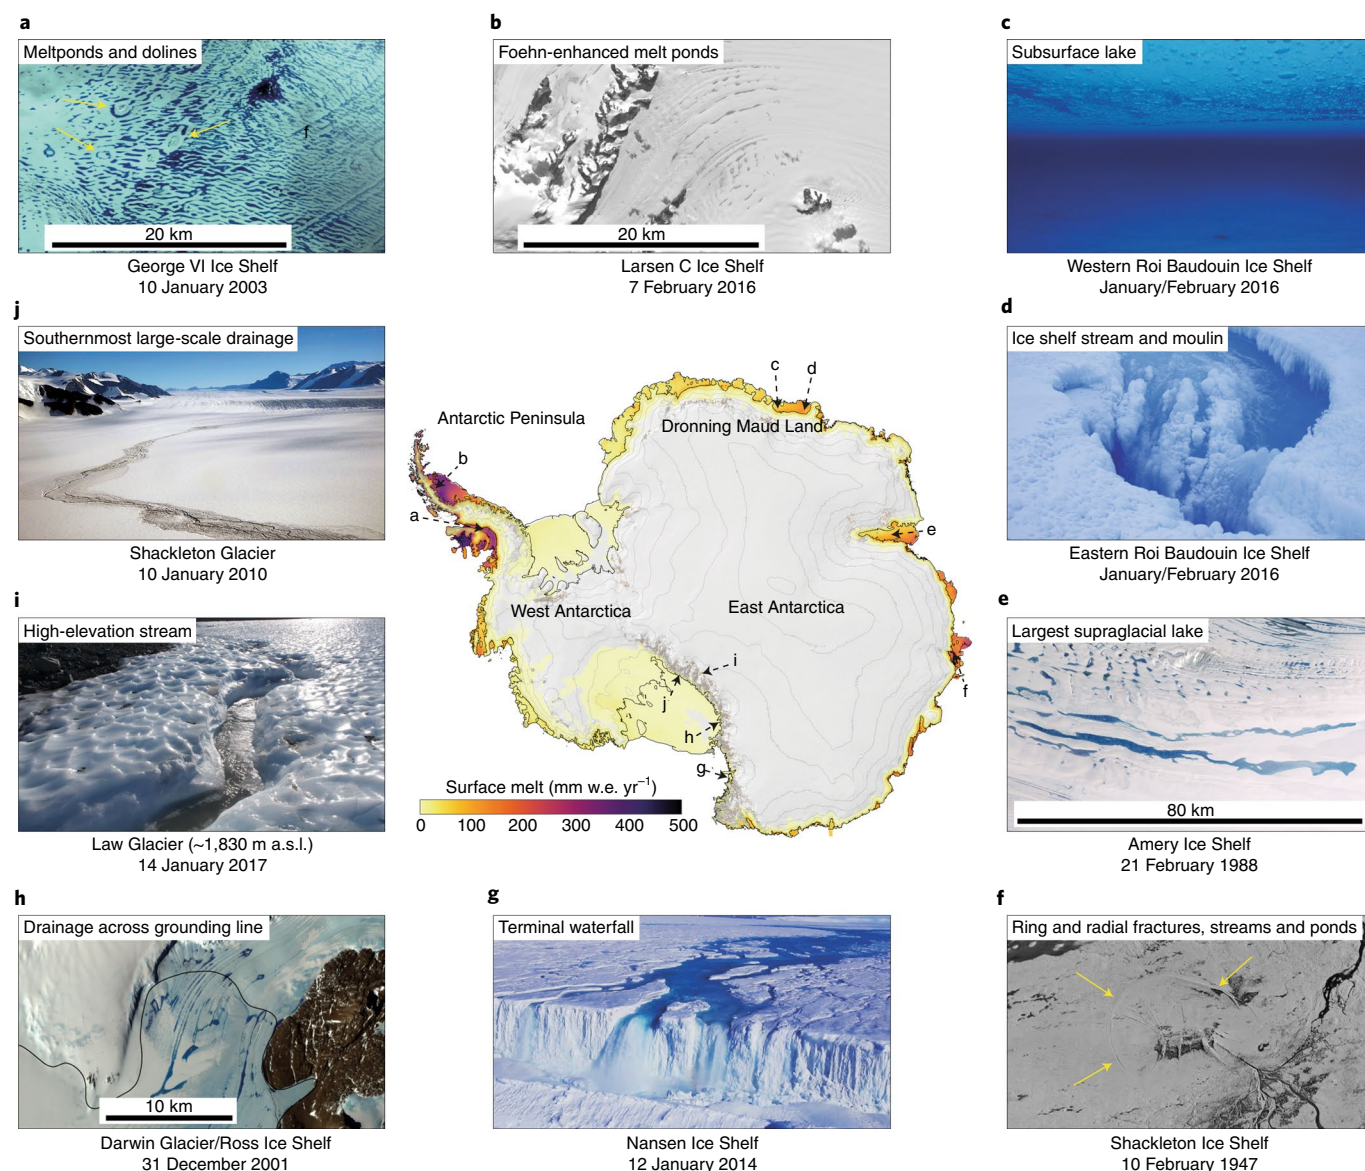 a
Meltponds and dolines
f
20 km
George VI Ice Shelf
10 January 2003
b
Foehn-enhanced melt ponds
20 km
Larsen C Ice Shelf
7 February 2016
c
Subsurface lake
Western Roi Baudouin Ice Shelf
January/February 2016
j
Southernmost large-scale drainage
Shackleton Glacier
10 January 2010
d
Ice shelf stream and moulin
Eastern Roi Baudouin Ice Shelf
January/February 2016
c
d
Antarctic Peninsula
Dronning Maud Land
b
a
e
West Antarctica
East Antarctica
i
j
f
h
g
Surface melt (mm w.e. yr⁻¹)
0 100 200 300 400 500
i
High-elevation stream
Law Glacier (~1,830 m a.s.l.)
14 January 2017
e
Largest supraglacial lake
80 km
Amery Ice Shelf
21 February 1988
h
Drainage across grounding line
10 km
Darwin Glacier/Ross Ice Shelf
31 December 2001
g
Terminal waterfall
Nansen Ice Shelf
12 January 2014
f
Ring and radial fractures, streams and ponds
Shackleton Ice Shelf
10 February 1947